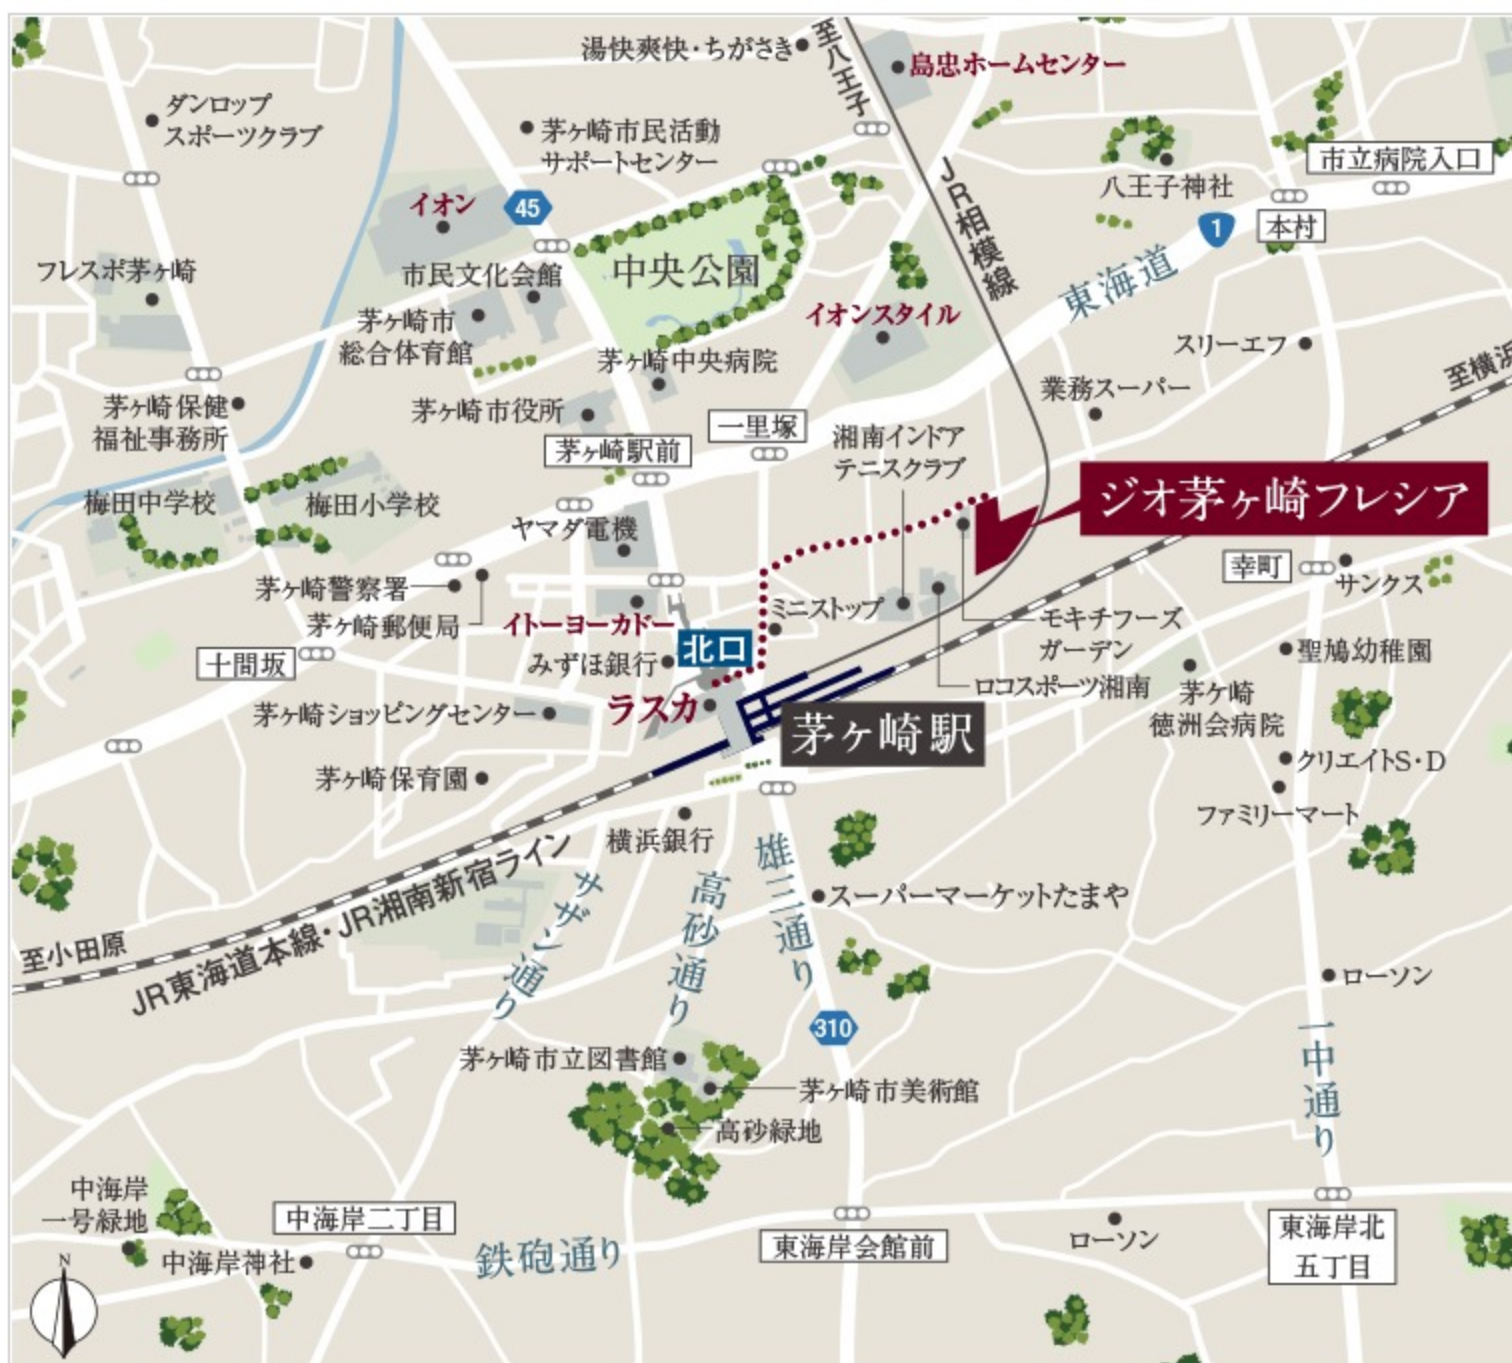 湯快爽快・ちがさき
至八王子
島忠ホームセンター
ダンロップ
スポーツクラブ
茅ヶ崎市民活動
サポートセンター
JR相模線
市立病院入口
八王子神社
イオン
45
1
本村
フレスポ茅ヶ崎
市民文化会館
中央公園
東海道
茅ヶ崎市
総合体育館
イオンスタイル
茅ヶ崎中央病院
スリーエフ
至横浜
業務スーパー
茅ヶ崎保健
福祉事務所
茅ヶ崎市役所
一里塚
湘南インドア
テニスクラブ
茅ヶ崎駅前
ジオ茅ヶ崎フレシア
梅田中学校
梅田小学校
ヤマダ電機
幸町
サンクス
茅ヶ崎警察署
茅ヶ崎郵便局
イトーヨーカドー
ミニストップ
モキチフーズ
ガーデン
北口
みずほ銀行
十間坂
聖鳩幼稚園
ロコスポーツ湘南
茅ケ崎
徳洲会病院
ラスカ
茅ヶ崎ショッピングセンター
茅ヶ崎駅
クリエイトS・D
茅ヶ崎保育園
ファミリーマート
横浜銀行
雄三通り
サザン通り
高砂通り
スーパーマーケットたまや
至小田原
JR東海道本線・JR湘南新宿ライン
ローソン
310
一中通り
茅ヶ崎市立図書館
茅ヶ崎市美術館
高砂緑地
中海岸
一号緑地
中海岸二丁目
東海岸会館前
ローソン
東海岸北
五丁目
鉄砲通り
中海岸神社
N